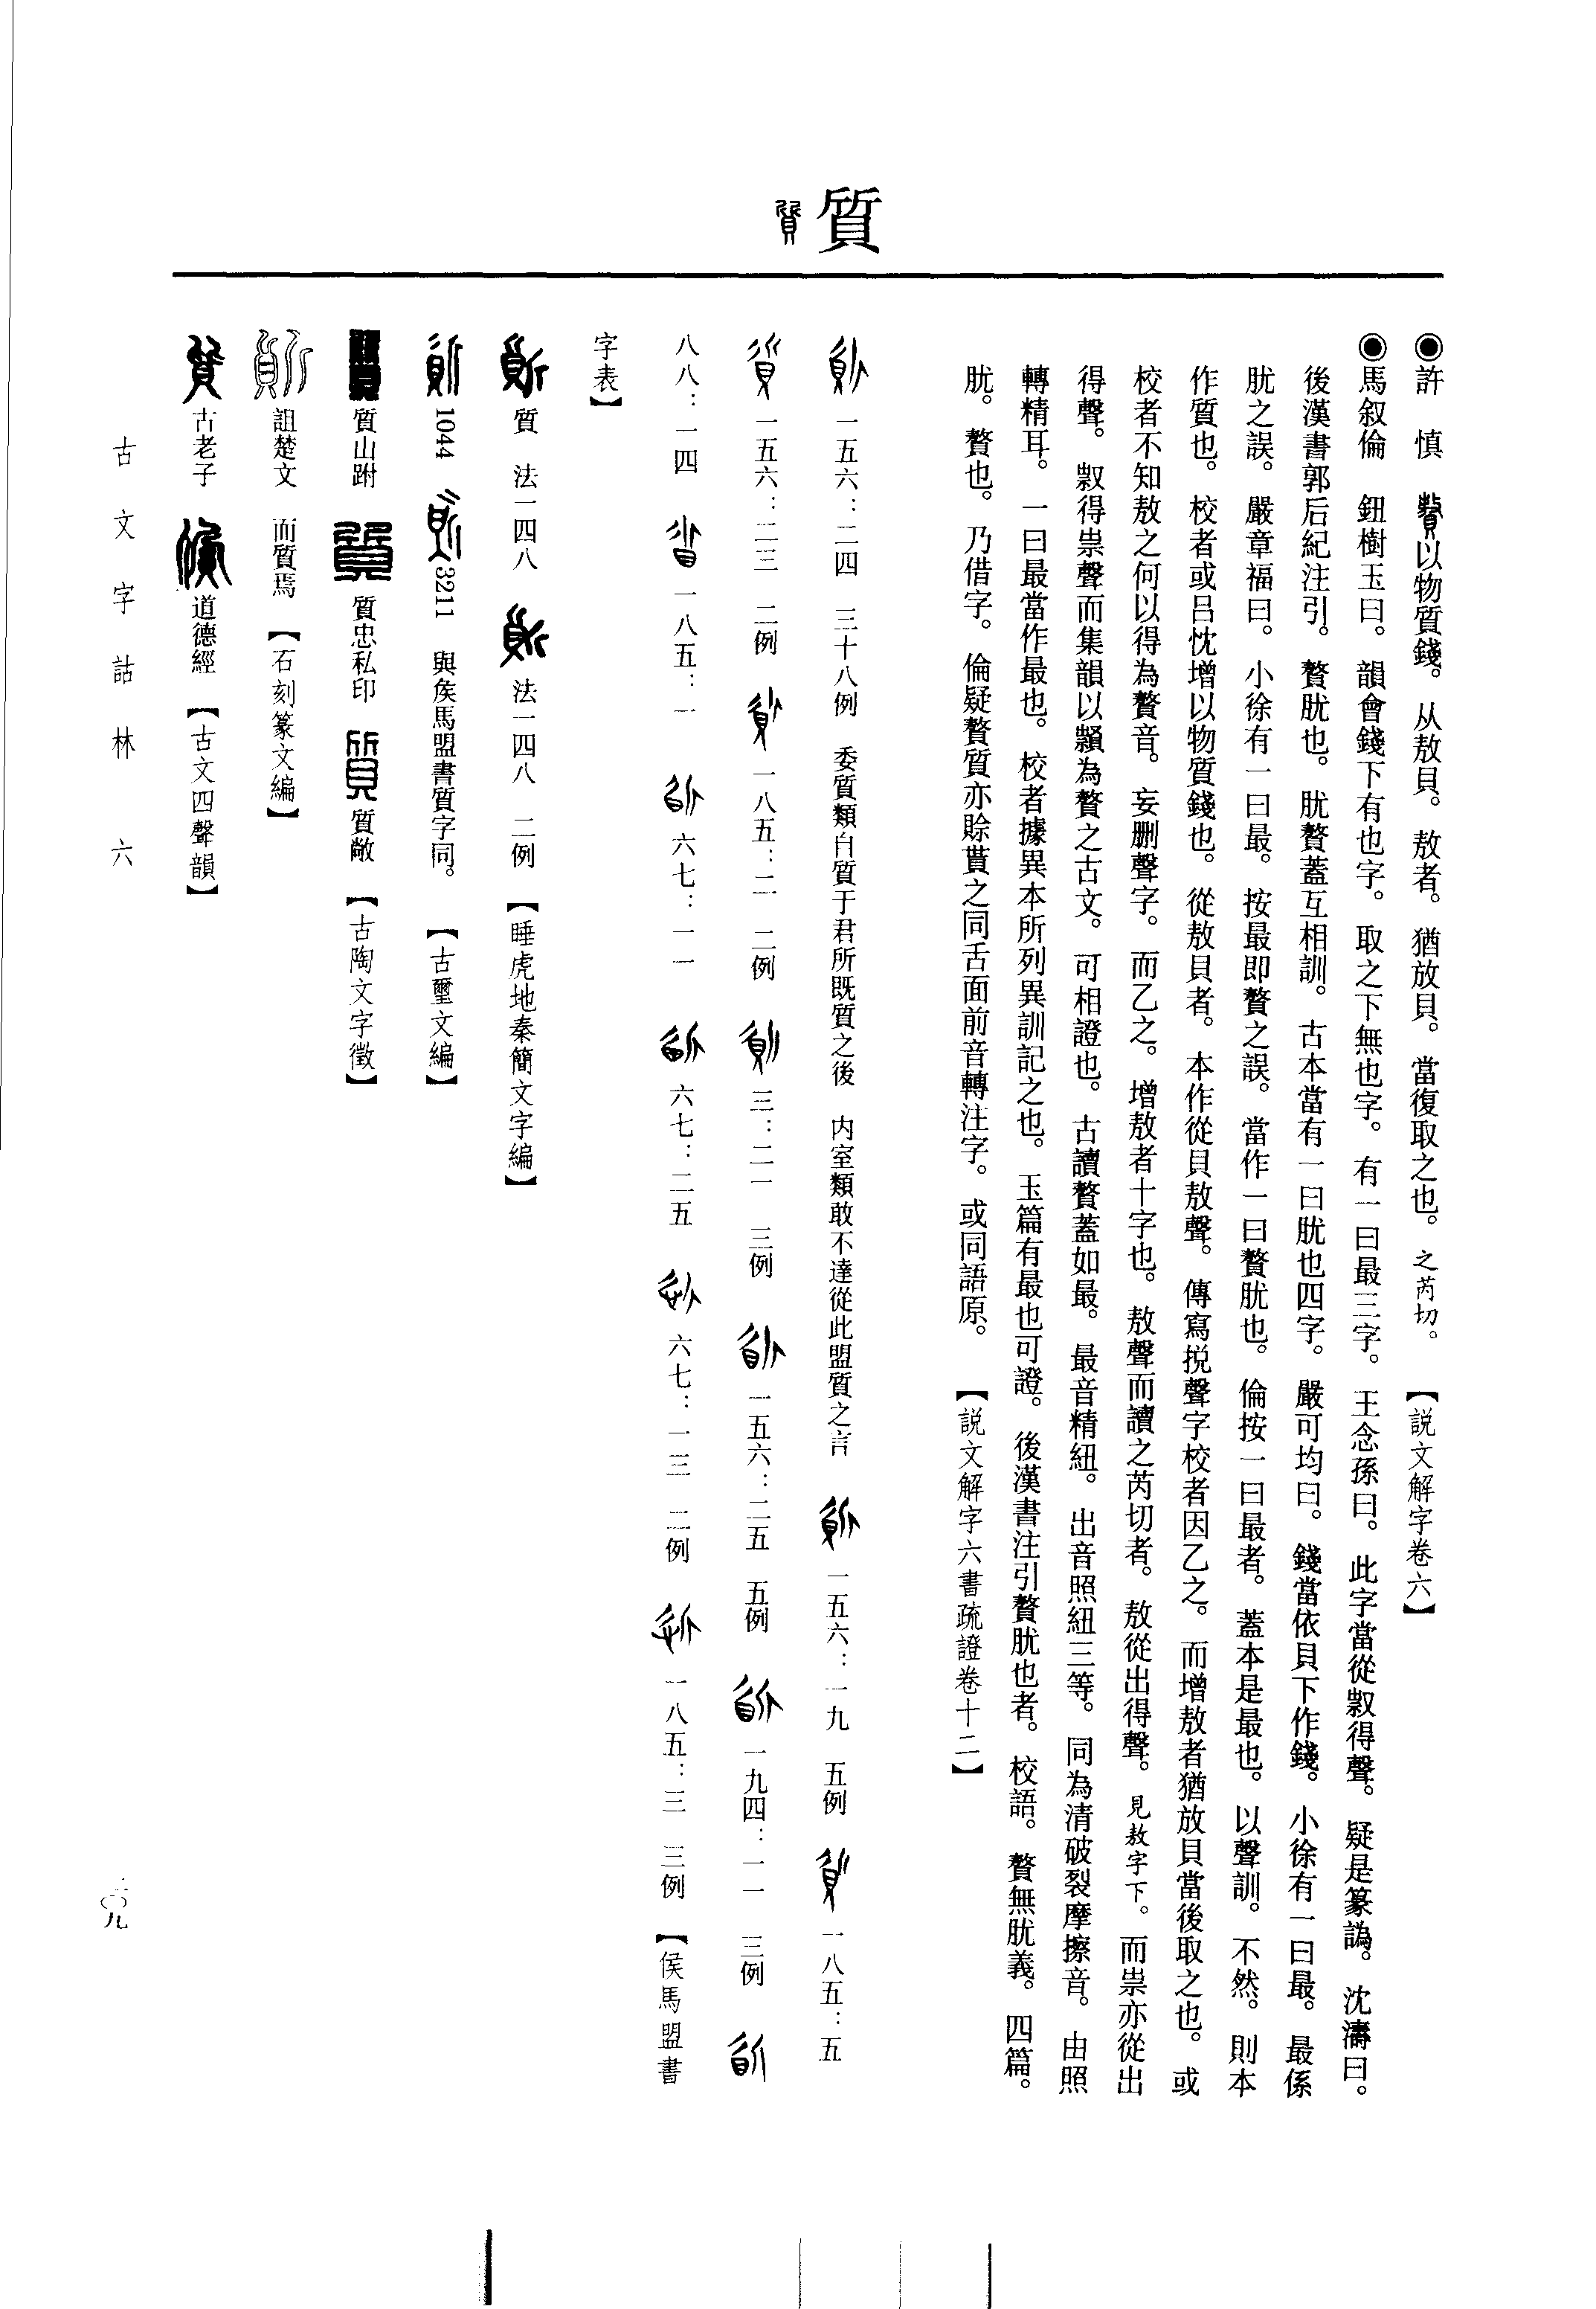 質
◉許　慎　贅以物質錢。从敖貝。敖者。猶放貝。當復取之也。之芮切。【説文解字卷六】
◉馬叙倫　鈕樹玉曰。韻會錢下有也字。取之下無也字。有一曰最三字。王念孫曰。此字當從㱯得聲。疑是篆譌。沈濤曰。
後漢書郭后紀注引。贅肬也。肬贅蓋互相訓。古本當有一曰肬也四字。嚴可均曰。錢當依貝下作錢。小徐有一曰最。最係
肬之誤。嚴章福曰。小徐有一曰最。按最即贅之誤。當作一曰贅肬也。倫按一曰最者。蓋本是最也。以聲訓。不然。則本
作質也。校者或吕忱增以物質錢也。從敖貝者。本作從貝敖聲。傳寫挩聲字校者因乙之。而增敖者猶放貝當後取之也。或
校者不知敖之何以得為贅音。妄删聲字。而乙之。增敖者十字也。敖聲而讀之芮切者。敖從出得聲。見敖字下。而祟亦從出
得聲。㱯得祟聲而集韻以為贅之古文。可相證也。古讀贅蓋如最。最音精紐。出音照紐三等。同為清破裂摩擦音。由照
轉精耳。一曰最當作最也。校者據異本所列異訓記之也。玉篇有最也可證。後漢書注引贅肬也者。校語。贅無肬義。四篇。
肬。贅也。乃借字。倫疑贅質亦賒貰之同舌面前音轉注字。或同語原。【説文解字六書疏證卷十二】
一五六：二四　三十八例　委質類自質于君所既質之後　内室類敢不達從此盟質之言　一五六：一九　五例　一八五：五
一五六：二三　二例　一八五：二　二例　三：二一　三例　一五六：二五　五例　一九四：一一　三例
八八：一四　一八五：一　六七：一一　六七：二五　六七：一三　二例　一八五：三　三例　【侯馬盟書
字表】
質　法一四八　法一四八　二例　【睡虎地秦簡文字編】
1044　3211　與矦馬盟書質字同。【古璽文編】
質山跗　質忠私印　質敞　【古陶文字徵】
詛楚文　而質焉　【石刻篆文編】
古老子　道德經　【古文四聲韻】
古文字詁林　六
二〇九